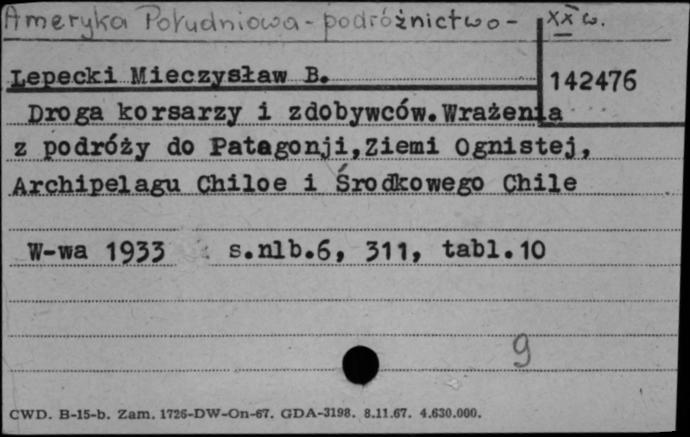 Ameryka Południowa - podróżnictwo - XX w.
Lepecki Mieczysław B.
142476
Droga korsarzy i zdobywców.Wrażenia
z podróży do Patagonji,Ziemi Ognistej,
Archipelagu Chiloe i Środkowego Chile
W-wa 1933 s.nlb.6, 311, tabl.10
9
CWD. B-15-b. Zam. 1726-DW-On-67. GDA-3198. 8.11.67. 4.630.000.